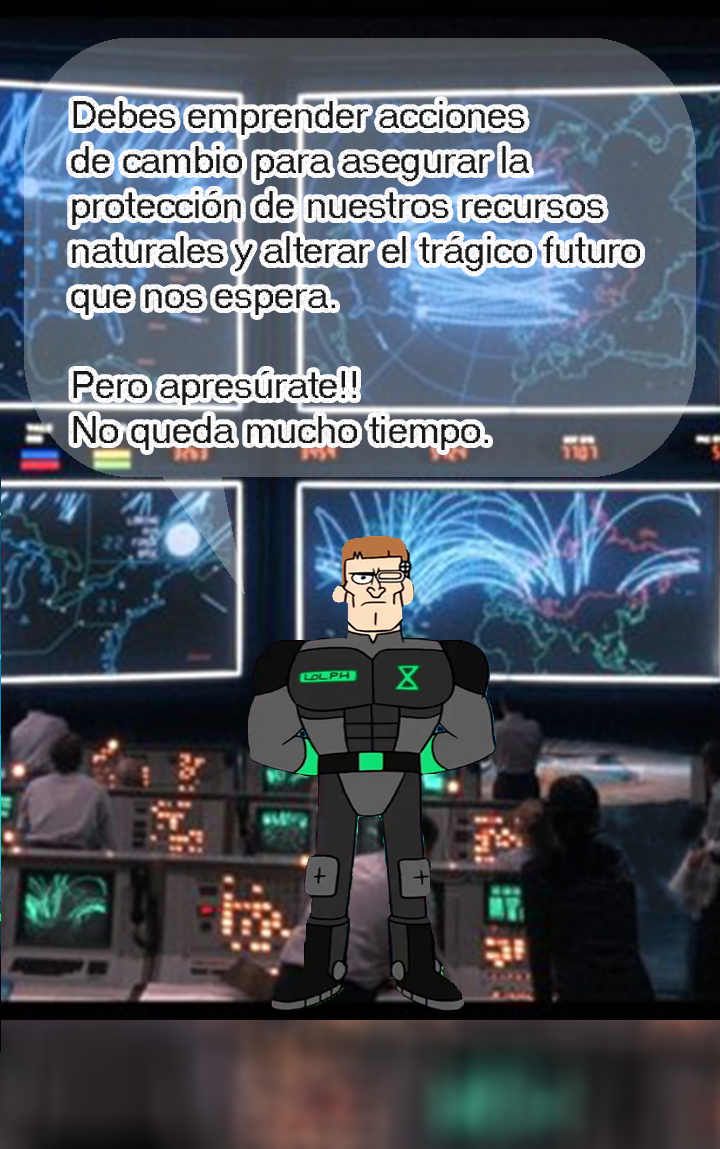 Debes emprender acciones
de cambio para asegurar la
protección de nuestros recursos
naturales y alterar el trágico futuro
que nos espera.
Pero apresúrate!!
No queda mucho tiempo.
LOLPH